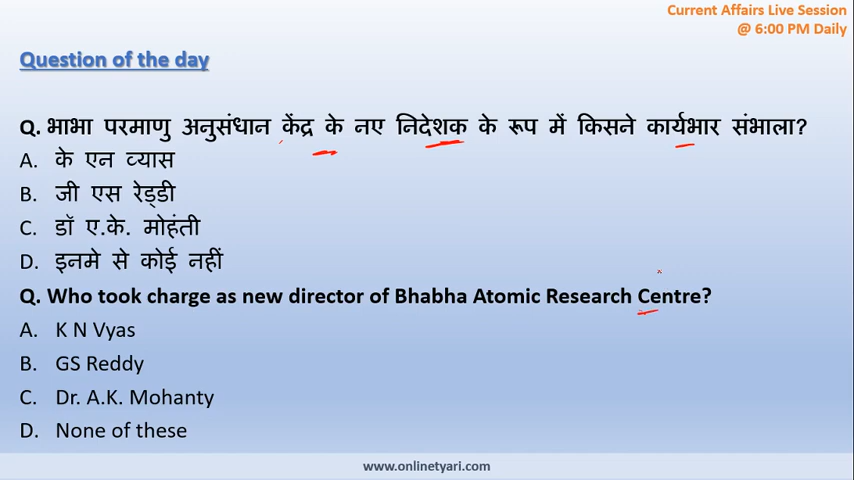 Current Affairs Live Session
@ 6:00 PM Daily
Question of the day
Q. भाभा परमाणु अनुसंधान केंद्र के नए निदेशक के रूप में किसने कार्यभार संभाला?
A. के एन व्यास
B. जी एस रेड्डी
C. डॉ ए.के. मोहंती
D. इनमे से कोई नहीं
Q. Who took charge as new director of Bhabha Atomic Research Centre?
A. K N Vyas
B. GS Reddy
C. Dr. A.K. Mohanty
D. None of these
www.onlinetyari.com